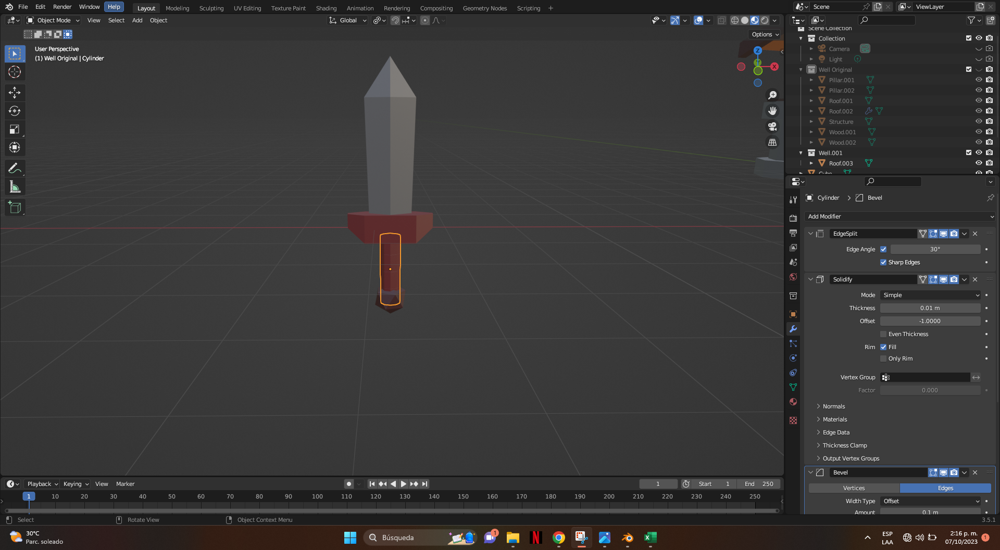 File Edit Render Window Help Layout Modeling Sculpting UV Editing Texture Paint Shading Animation Rendering Compositing Geometry Nodes Scripting + Scene ViewLayer
Object Mode View Select Add Object Global
Options
User Perspective
(1) Well Original | Cylinder
Z
Y
X
Scene Collection
Collection
Camera
Light
Well Original
Pillar.001
Pillar.002
Roof.001
Roof.002
Structure
Wood.001
Wood.002
Well.001
Roof.003
Cube
Cylinder > Bevel
Add Modifier
EdgeSplit
Edge Angle 30°
Sharp Edges
Solidify
Mode Simple
Thickness 0.01 m
Offset -1.0000
Even Thickness
Rim Fill
Only Rim
Vertex Group
Factor 0.000
Normals
Materials
Edge Data
Thickness Clamp
Output Vertex Groups
Bevel
Vertices Edges
Width Type Offset
Amount 0.1 m
Playback Keying View Marker 1 Start 1 End 250
1 10 20 30 40 50 60 70 80 90 100 110 120 130 140 150 160 170 180 190 200 210 220 230 240 250
Select Rotate View Object Context Menu 3.5.1
30°C
Parc. soleado
Búsqueda
1
ESP
LAA
2:16 p. m.
07/10/2023
1